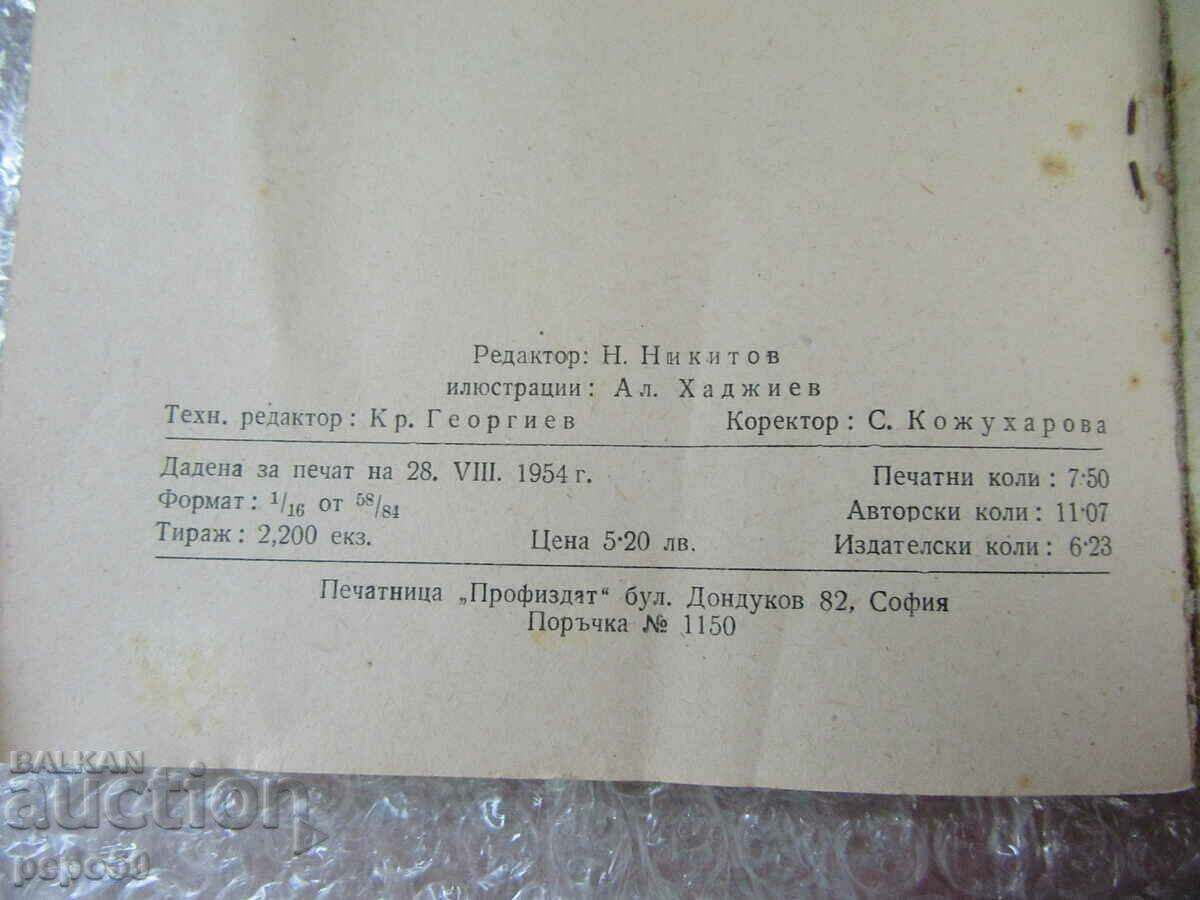 Редактор: Н. Никитов
илюстрации: Ал. Хаджиев
Техн. редактор: Кр. Георгиев Коректор: С. Кожухарова
Дадена за печат на 28. VIII. 1954 г. Печатни коли: 7·50
Формат: 1/16 от 58/84 Авторски коли: 11·07
Тираж: 2,200 екз. Цена 5·20 лв. Издателски коли: 6·23
Печатница „Профиздат“ бул. Дондуков 82, София
Поръчка № 1150
BALKAN
auction
pepo59